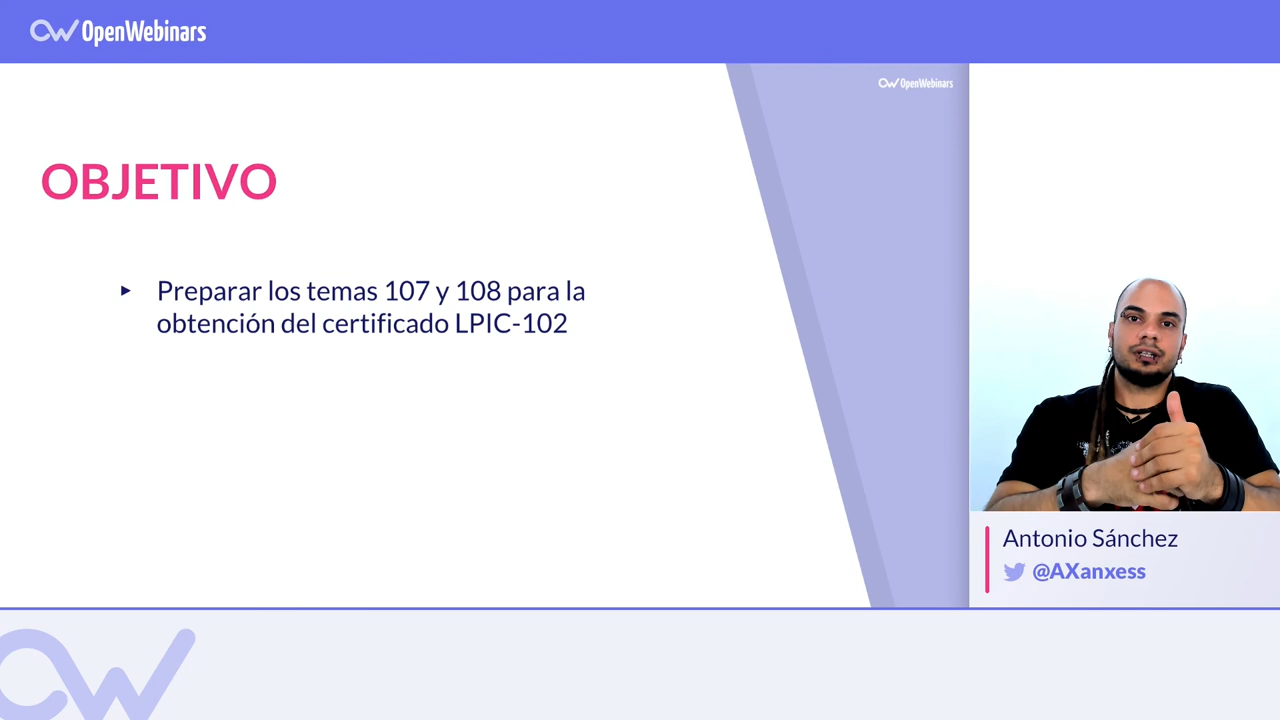 OpenWebinars
OpenWebinars
OBJETIVO
▸ Preparar los temas 107 y 108 para la
obtención del certificado LPIC-102
Antonio Sánchez
@AXanxess